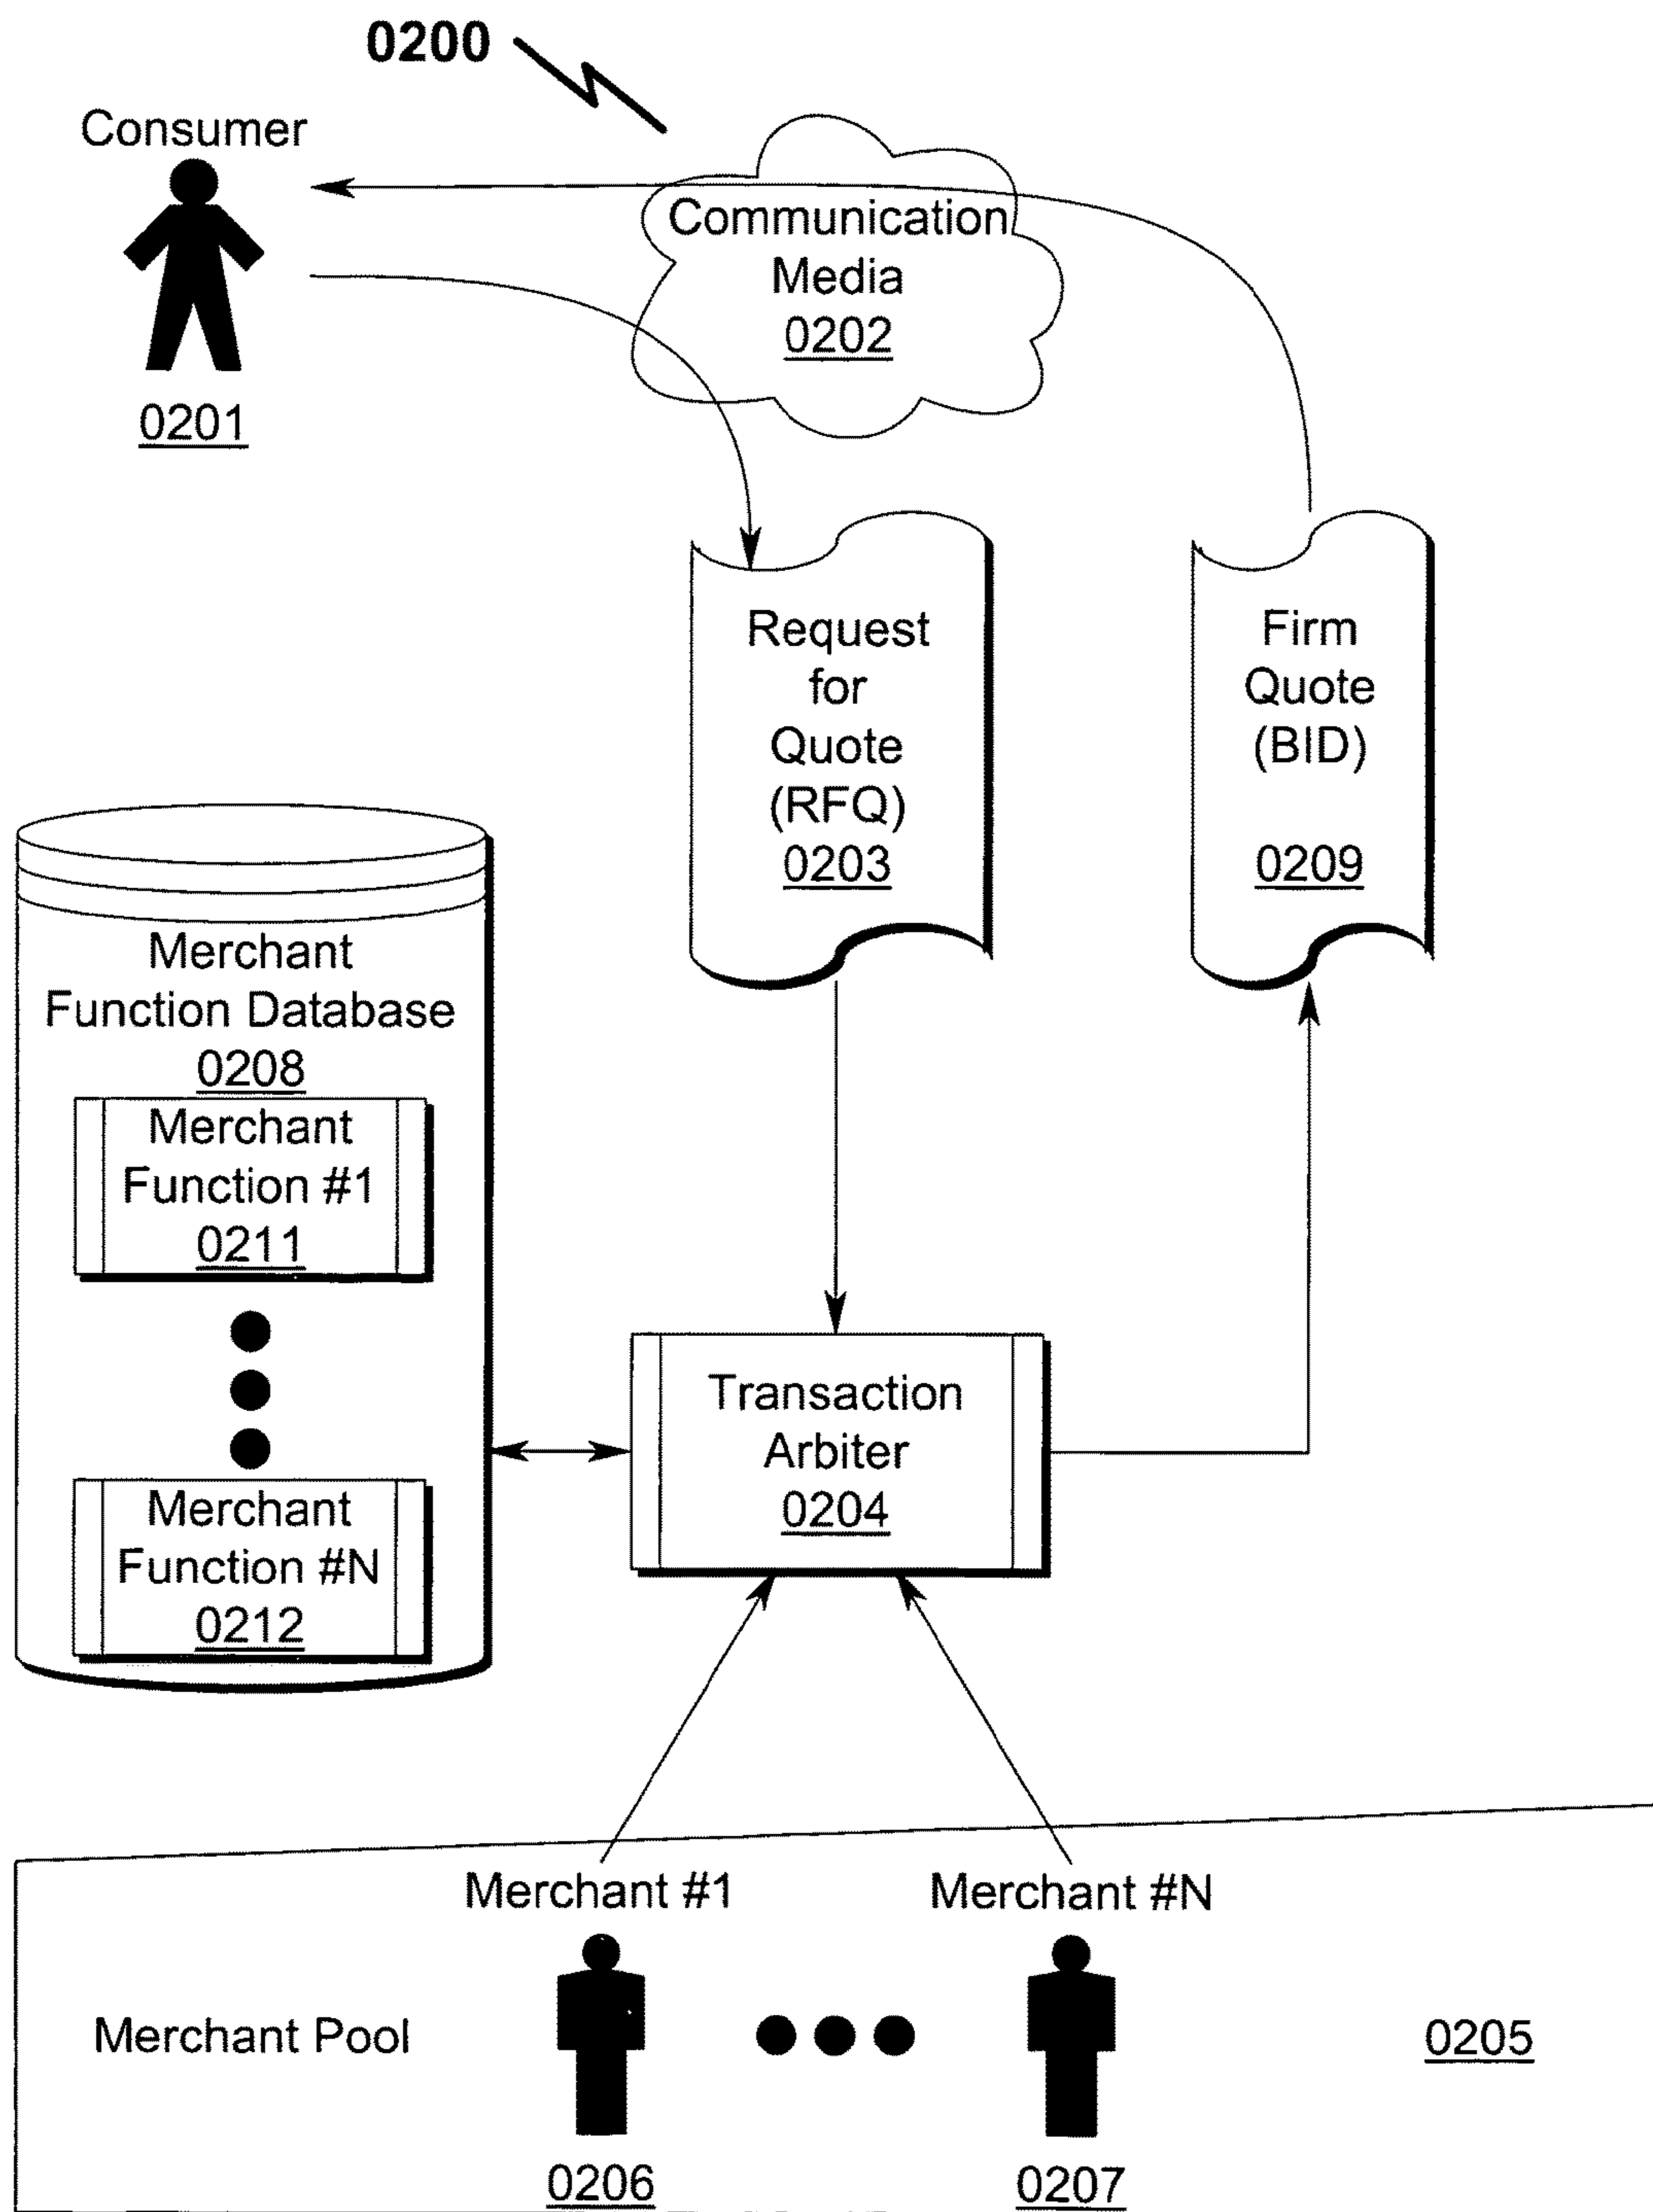 0200
Consumer
0201
Communication
Media
0202
Request
for
Quote
(RFQ)
0203
Firm
Quote
(BID)
0209
Merchant
Function Database
0208
Merchant
Function #1
0211
Merchant
Function #N
0212
Transaction
Arbiter
0204
Merchant #1
Merchant #N
Merchant Pool
0205
0206
0207